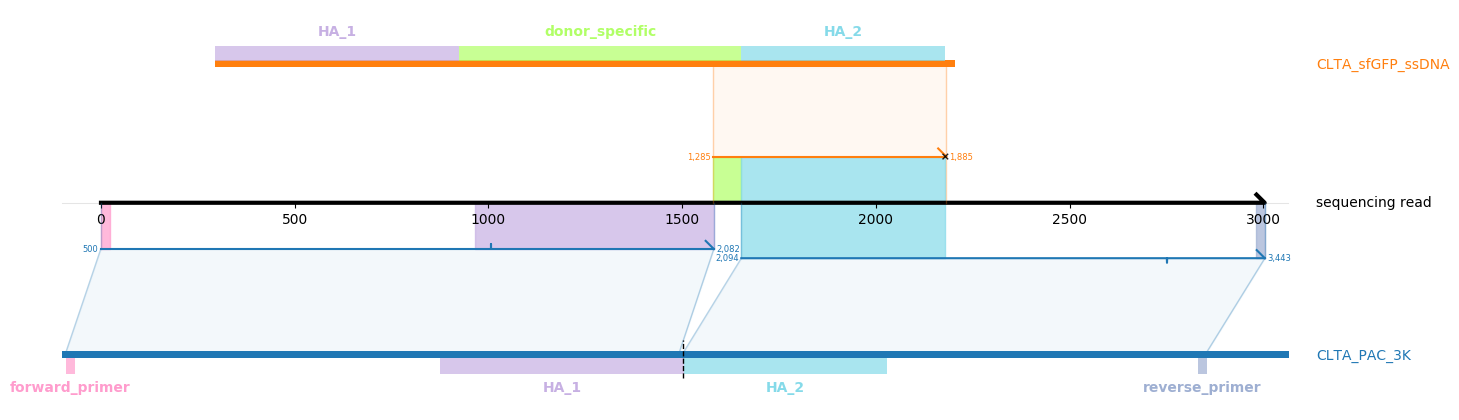 HA_1 donor_specific HA_2
CLTA_sfGFP_ssDNA
1,285 1,885
sequencing read
0 500 1000 1500 2000 2500 3000
500 2,082
2,094 3,443
CLTA_PAC_3K
forward_primer HA_1 HA_2 reverse_primer